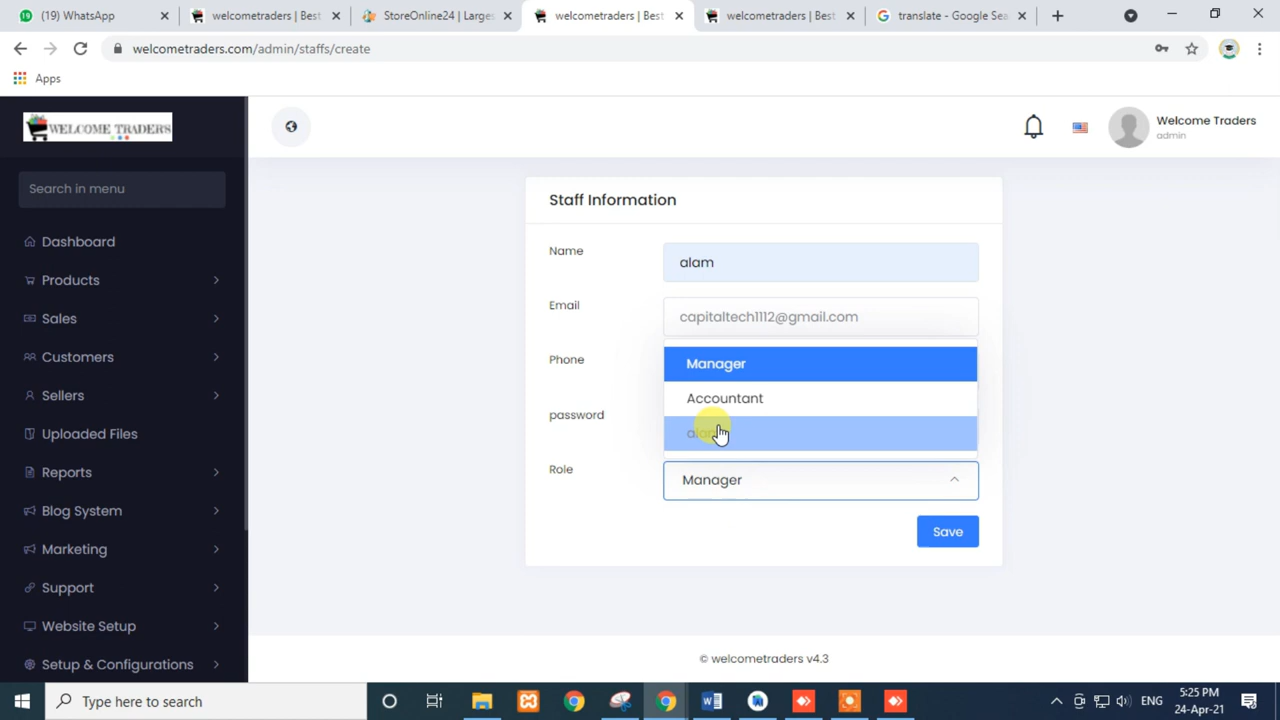 (19) WhatsApp
welcometraders | Best
StoreOnline24 | Larges
welcometraders | Best
welcometraders | Best
translate - Google Sea
welcometraders.com/admin/staffs/create
Apps
WELCOME TRADERS
Welcome Traders
admin
Search in menu
Dashboard
Products
Sales
Customers
Sellers
Uploaded Files
Reports
Blog System
Marketing
Support
Website Setup
Setup & Configurations
Staff Information
Name
alam
Email
capitaltech1112@gmail.com
Phone
Manager
Accountant
password
Role
Manager
Save
© welcometraders v4.3
Type here to search
ENG
5:25 PM
24-Apr-21